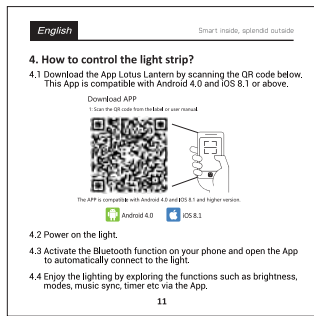 English
Smart inside, splendid outside
4. How to control the light strip?
4.1 Download the App Lotus Lantern by scanning the QR code below.
This App is compatible with Android 4.0 and iOS 8.1 or above.
Download APP
1: Scan the QR code from the label or user manual.
The APP is compatible with Android 4.0 and IOS 8.1 and higher version.
Android 4.0 iOS 8.1
4.2 Power on the light.
4.3 Activate the Bluetooth function on your phone and open the App
to automatically connect to the light.
4.4 Enjoy the lighting by exploring the functions such as brightness,
modes, music sync, timer etc via the App.
11